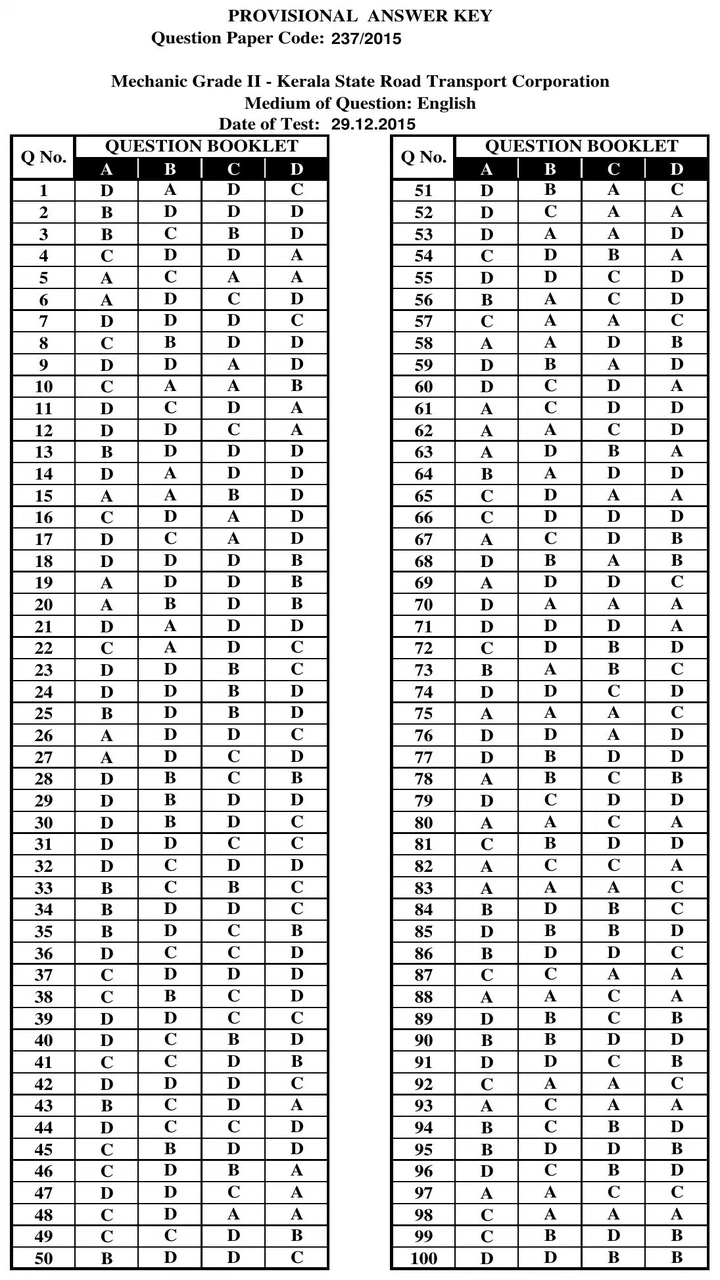 PROVISIONAL ANSWER KEY
Question Paper Code: 237/2015
Mechanic Grade II - Kerala State Road Transport Corporation
Medium of Question: English
Date of Test: 29.12.2015
Q No. QUESTION BOOKLET
A B C D
1 D A D C
2 B D D D
3 B C B D
4 C D D A
5 A C A A
6 A D C D
7 D D D C
8 C B D D
9 D D A D
10 C A A B
11 D C D A
12 D D C A
13 B D D D
14 D A D D
15 A A B D
16 C D A D
17 D C A D
18 D D D B
19 A D D B
20 A B D B
21 D A D D
22 C A D C
23 D D B C
24 D D B D
25 B D B D
26 A D D C
27 A D C D
28 D B C B
29 D B D D
30 D B D C
31 D D C C
32 D C D D
33 B C B C
34 B D D C
35 B D C B
36 D C C D
37 C D D D
38 C B C D
39 D D C C
40 D C B D
41 C C D B
42 D D D C
43 B C D A
44 D C C D
45 C B D D
46 C D B A
47 D D C A
48 C D A A
49 C C D B
50 B D D C
Q No. QUESTION BOOKLET
A B C D
51 D B A C
52 D C A A
53 D A A D
54 C D B A
55 D D C D
56 B A C D
57 C A A C
58 A A D B
59 D B A D
60 D C D A
61 A C D D
62 A A C D
63 A D B A
64 B A D D
65 C D A A
66 C D D D
67 A C D B
68 D B A B
69 A D D C
70 D A A A
71 D D D A
72 C D B D
73 B A B C
74 D D C D
75 A A A C
76 D D A D
77 D B D D
78 A B C B
79 D C D D
80 A A C A
81 C B D D
82 A C C A
83 A A A C
84 B D B C
85 D B B D
86 B D D C
87 C C A A
88 A A C A
89 D B C B
90 B B D D
91 D D C B
92 C A A C
93 A C A A
94 B C B D
95 B D D B
96 D C B D
97 A A C C
98 C A A A
99 C B D B
100 D D B B